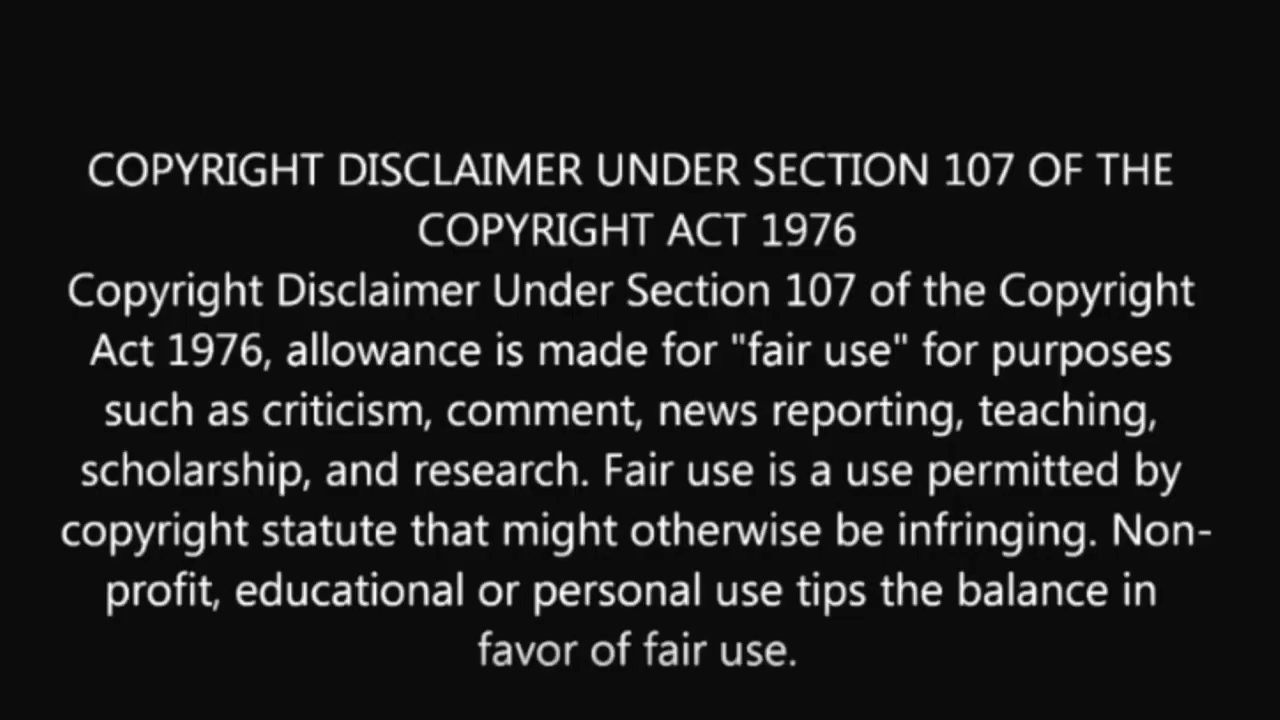 COPYRIGHT DISCLAIMER UNDER SECTION 107 OF THE
COPYRIGHT ACT 1976
Copyright Disclaimer Under Section 107 of the Copyright
Act 1976, allowance is made for "fair use" for purposes
such as criticism, comment, news reporting, teaching,
scholarship, and research. Fair use is a use permitted by
copyright statute that might otherwise be infringing. Non-
profit, educational or personal use tips the balance in
favor of fair use.